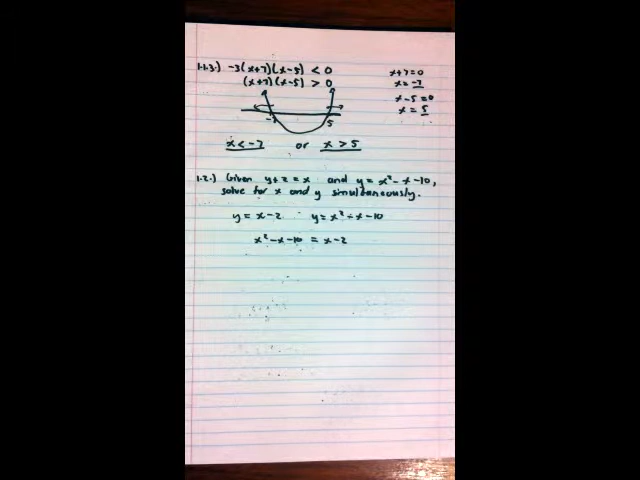 1.1.3.) -3(x+7)(x-5) < 0
(x+7)(x-5) > 0
x+7=0
x=-7
x-5=0
x=5
-7 5
x<-7 or x>5
1.2.) Given y+2=x and y=x²-x-10,
solve for x and y simultaneously.
y=x-2 y=x²-x-10
x²-x-10=x-2